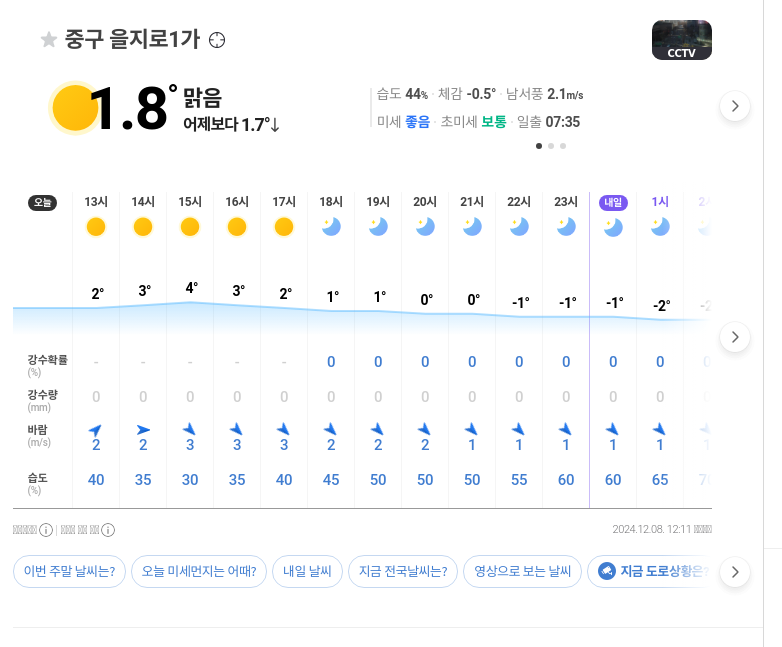 중구 을지로1가
CCTV
1.8°
맑음
어제보다 1.7°↓
습도 44% · 체감 -0.5° · 남서풍 2.1m/s
미세 좋음 · 초미세 보통 · 일출 07:35
오늘 13시 14시 15시 16시 17시 18시 19시 20시 21시 22시 23시 내일 1시
2° 3° 4° 3° 2° 1° 1° 0° 0° -1° -1° -1° -2°
강수확률 - - - - - 0 0 0 0 0 0 0 0 0
(%)
강수량 0 0 0 0 0 0 0 0 0 0 0 0 0 0
(mm)
바람
(m/s) 2 2 3 3 3 2 2 2 1 1 1 1 1 1
습도 40 35 30 35 40 45 50 50 50 55 60 60 65
(%)
2024.12.08. 12:11
이번 주말 날씨는? 오늘 미세먼지는 어때? 내일 날씨 지금 전국날씨는? 영상으로 보는 날씨 지금 도로상황은?